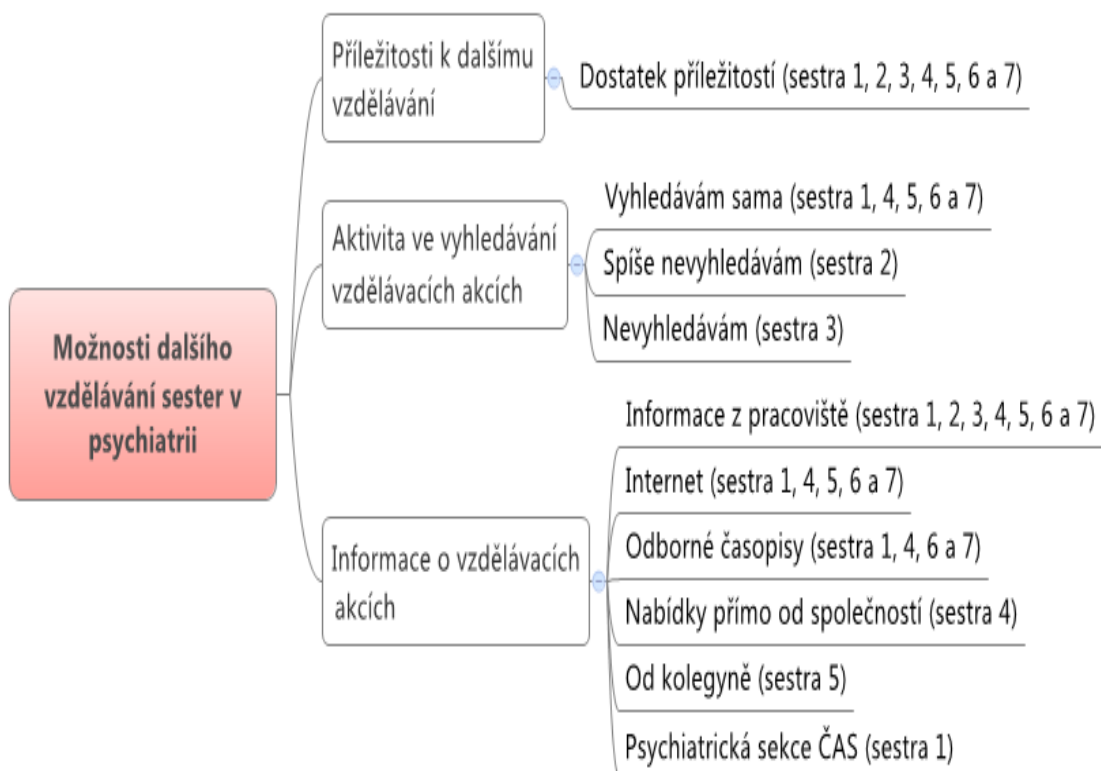 Možnosti dalšího
vzdělávání sester v
psychiatrii
Příležitosti k dalšímu
vzdělávání
Dostatek příležitostí (sestra 1, 2, 3, 4, 5, 6 a 7)
Aktivita ve vyhledávání
vzdělávacích akcích
Vyhledávám sama (sestra 1, 4, 5, 6 a 7)
Spíše nevyhledávám (sestra 2)
Nevyhledávám (sestra 3)
Informace o vzdělávacích
akcích
Informace z pracoviště (sestra 1, 2, 3, 4, 5, 6 a 7)
Internet (sestra 1, 4, 5, 6 a 7)
Odborné časopisy (sestra 1, 4, 6 a 7)
Nabídky přímo od společností (sestra 4)
Od kolegyně (sestra 5)
Psychiatrická sekce ČAS (sestra 1)